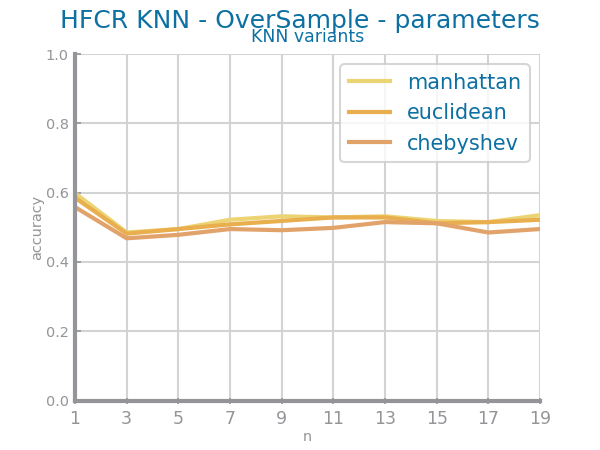 HFCR KNN - OverSample - parameters
KNN variants
1.0
0.8
0.6
0.4
0.2
0.0
accuracy
manhattan
euclidean
chebyshev
1 3 5 7 9 11 13 15 17 19
n